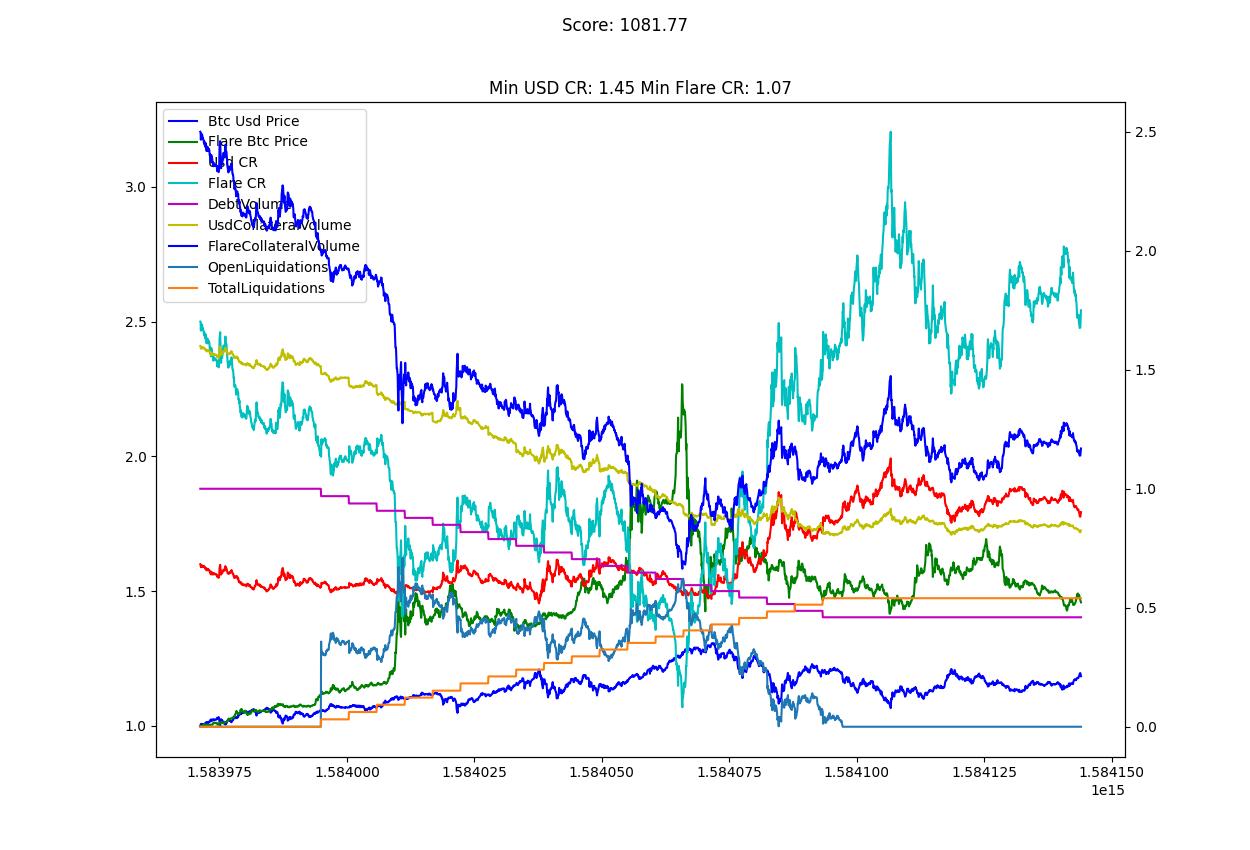 Score: 1081.77
Min USD CR: 1.45 Min Flare CR: 1.07
Btc Usd Price
Flare Btc Price
Usd CR
Flare CR
DebtVolume
UsdCollateralVolume
FlareCollateralVolume
OpenLiquidations
TotalLiquidations
3.0
2.5
2.0
1.5
1.0
2.5
2.0
1.5
1.0
0.5
0.0
1.583975
1.584000
1.584025
1.584050
1.584075
1.584100
1.584125
1.584150
1e15